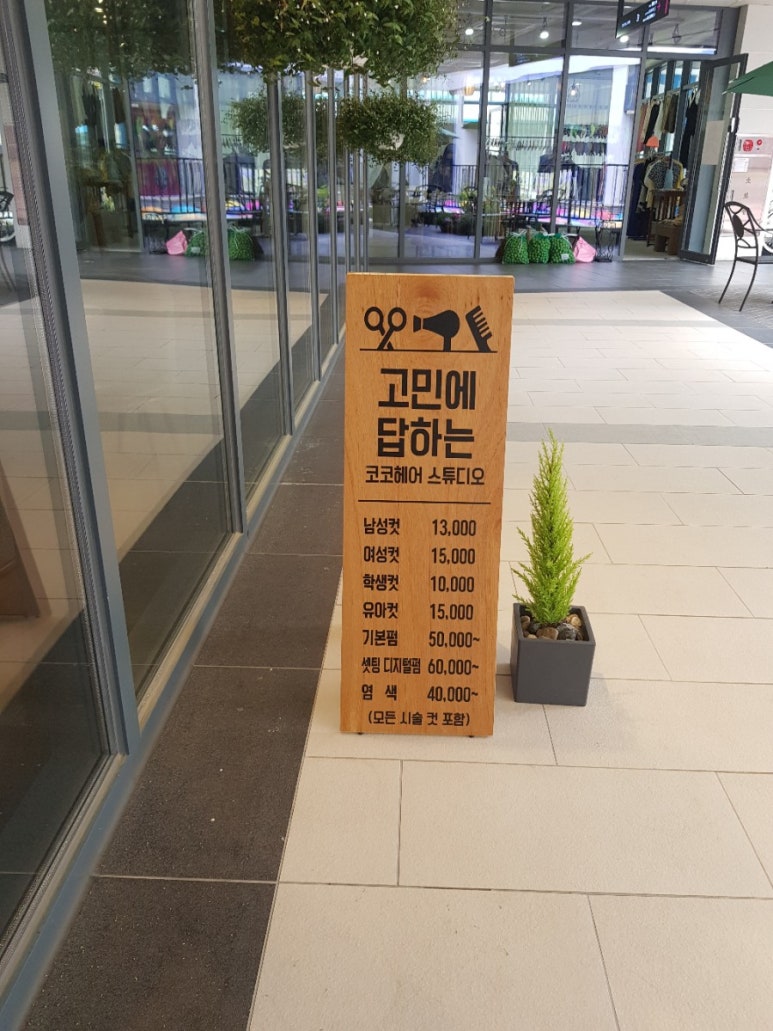 고민에
답하는
코코헤어 스튜디오
남성컷 13,000
여성컷 15,000
학생컷 10,000
유아컷 15,000
기본펌 50,000~
셋팅 디지털펌 60,000~
염 색 40,000~
(모든 시술 컷 포함)